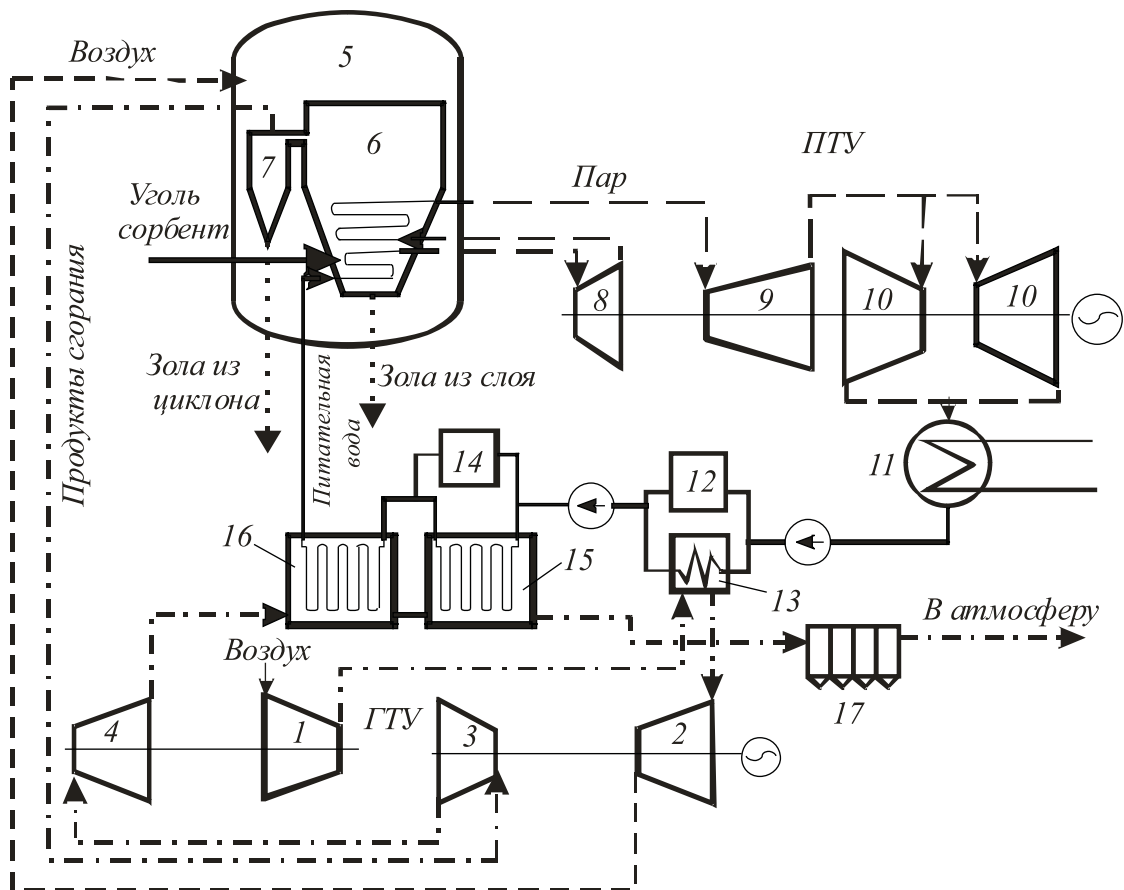 Воздух
5
6
7
ПТУ
Пар
Уголь
сорбент
8
9
10
10
Продукты сгорания
Зола из
циклона
Питательная
вода
Зола из слоя
14
12
11
16
15
13
В атмосферу
Воздух
17
4
1
ГТУ
3
2